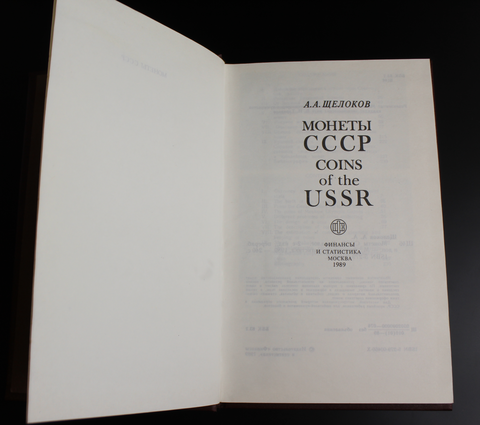 А.А. ЩЕЛОКОВ
МОНЕТЫ
СССР
COINS
of the
USSR
ФИНАНСЫ
И СТАТИСТИКА
МОСКВА
1989